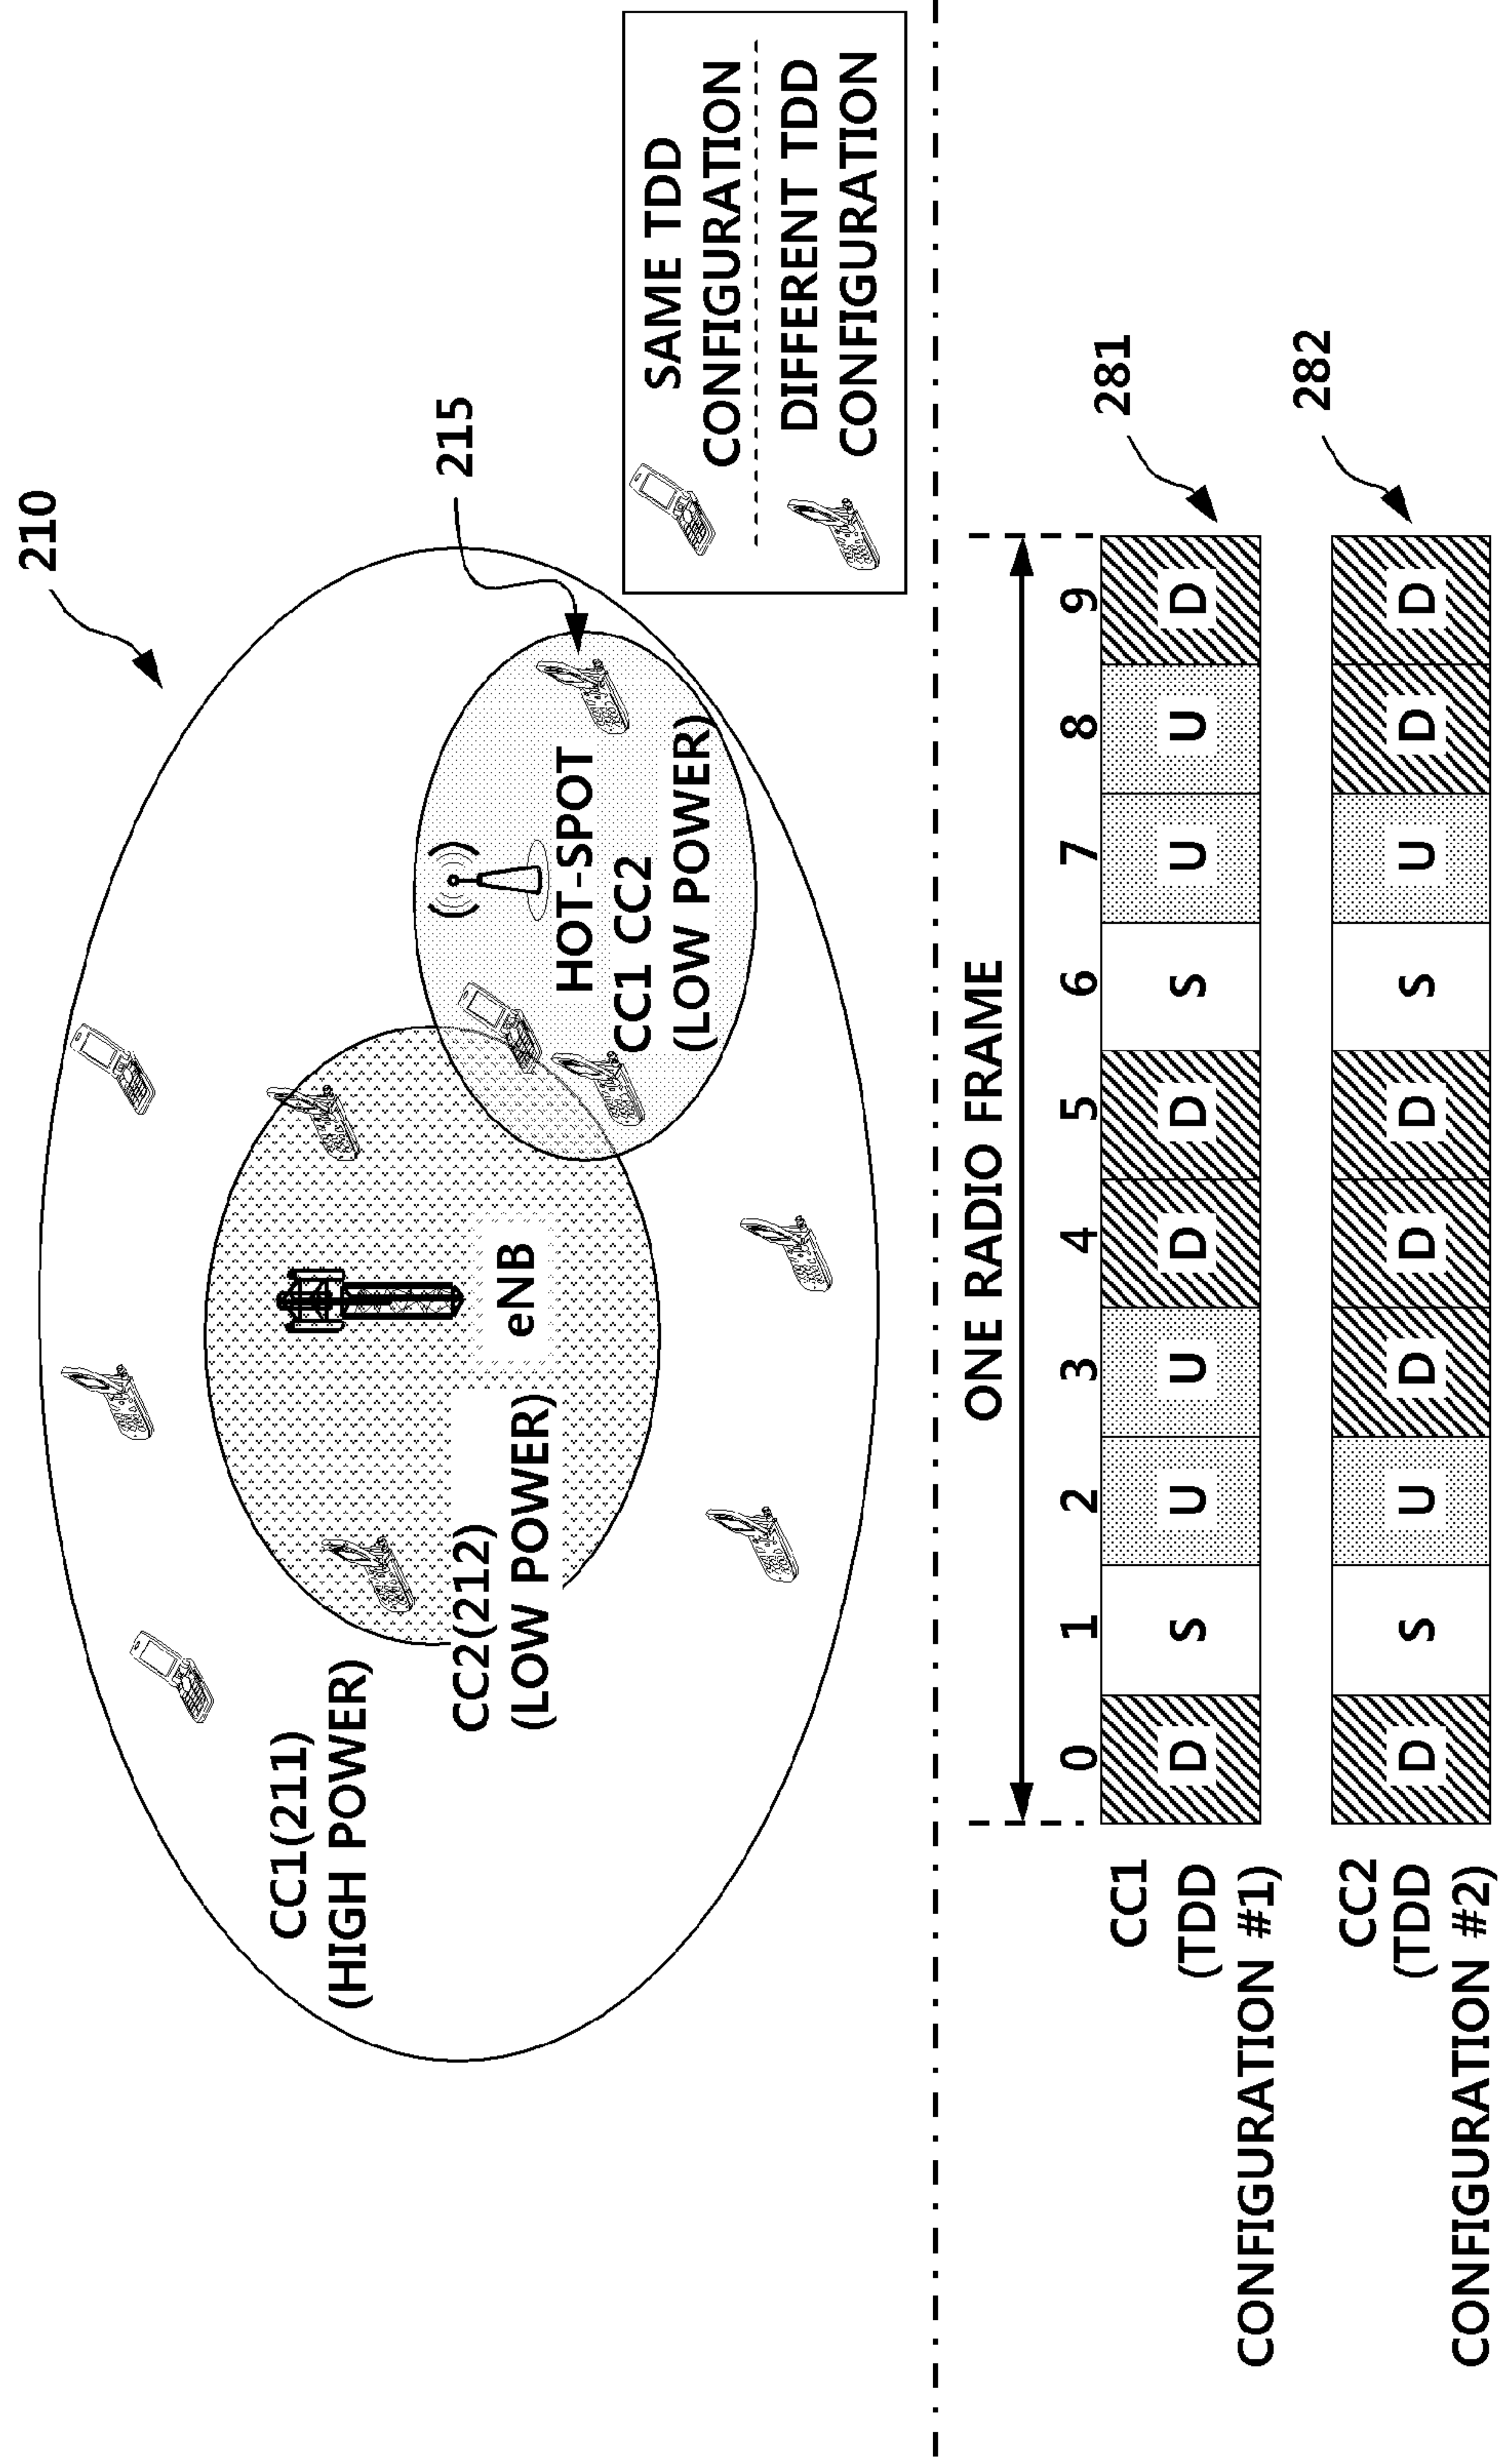 210
CC1(211)
(HIGH POWER)
CC2(212)
(LOW POWER)
eNB
215
HOT-SPOT
CC1 CC2
(LOW POWER)
SAME TDD
CONFIGURATION
DIFFERENT TDD
CONFIGURATION
ONE RADIO FRAME
0 1 2 3 4 5 6 7 8 9
CC1
(TDD
CONFIGURATION #1)
D S U U D D S U U D
281
CC2
(TDD
CONFIGURATION #2)
D S U D D D S U D D
282